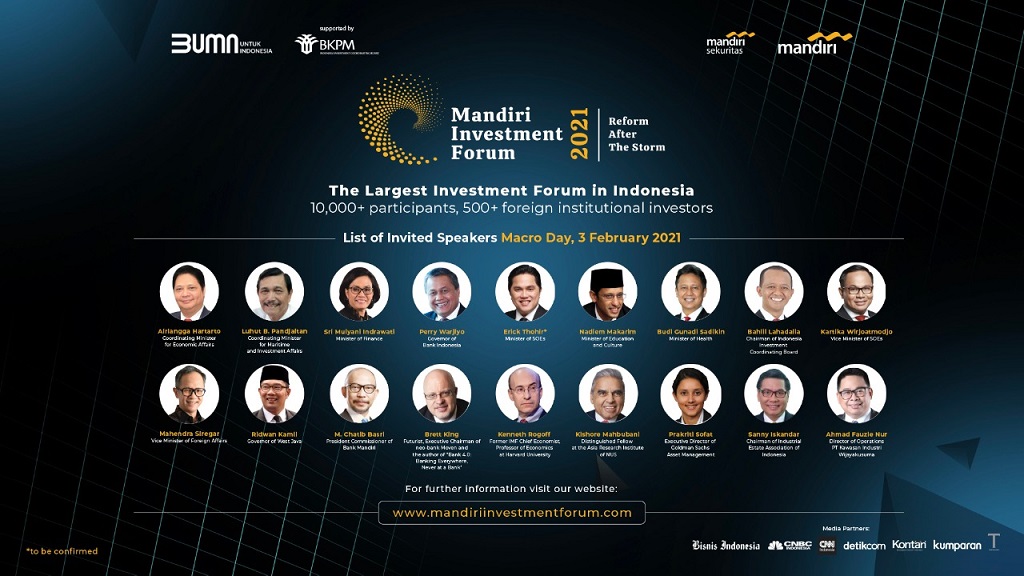 BUMN UNTUK INDONESIA
supported by
BKPM
mandiri sekuritas
mandiri
Mandiri
Investment
Forum
2021
Reform
After
The Storm
The Largest Investment Forum in Indonesia
10,000+ participants, 500+ foreign institutional investors
List of Invited Speakers Macro Day, 3 February 2021
Airlangga Hartarto
Coordinating Minister
for Economic Affairs
Luhut B. Pandjaitan
Coordinating Minister
for Maritime
and Investment Affairs
Sri Mulyani Indrawati
Minister of Finance
Perry Warjiyo
Governor of
Bank Indonesia
Erick Thohir*
Minister of SOEs
Nadiem Makarim
Minister of Education
and Culture
Budi Gunadi Sadikin
Minister of Health
Bahlil Lahadalia
Chairman of Indonesia
Investment
Coordinating Board
Kartika Wirjoatmodjo
Vice Minister of SOEs
Mahendra Siregar
Vice Minister of Foreign Affairs
Ridwan Kamil
Governor of West Java
M. Chatib Basri
President Commissioner of
Bank Mandiri
Brett King
Futurist, Executive Chairman of
neo bank Moven and
the author of "Bank 4.0:
Banking Everywhere,
Never at a Bank"
Kenneth Rogoff
Former IMF Chief Economist,
Professor of Economics
at Harvard University
Kishore Mahbubani
Distinguished Fellow
at the Asia Research Institute
of NUS
Prakriti Sofat
Executive Director of
Goldman Sachs
Asset Management
Sanny Iskandar
Chairman of Industrial
Estate Association of
Indonesia
Ahmad Fauzie Nur
Director of Operations
PT Kawasan Industri
Wijayakusuma
For further information visit our website:
www.mandiriinvestmentforum.com
*to be confirmed
Media Partners:
Bisnis Indonesia
CNBC INDONESIA
CNN Indonesia
detikcom
Kontan
kumparan
T